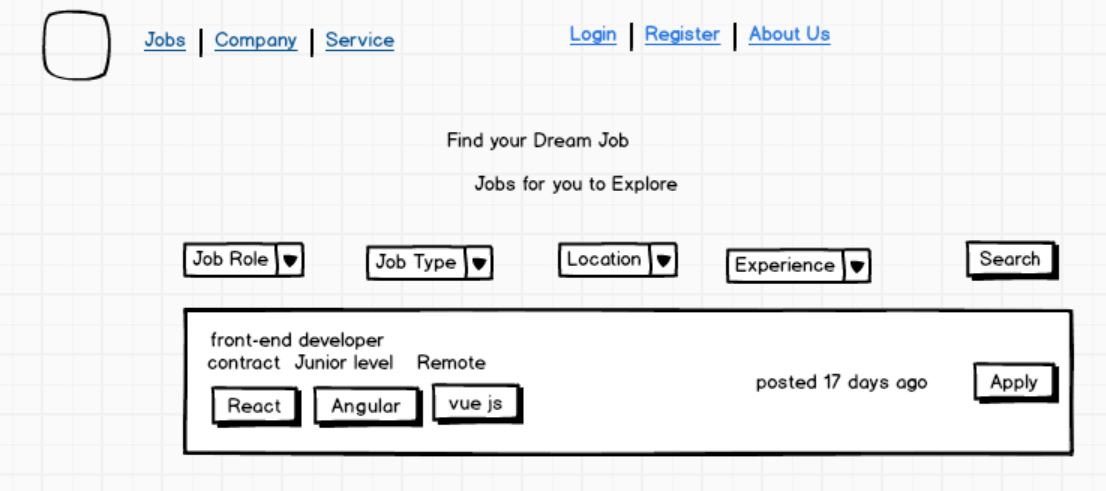 Jobs | Company | Service Login | Register | About Us
Find your Dream Job
Jobs for you to Explore
Job Role Job Type Location Experience Search
front-end developer
contract Junior level Remote
posted 17 days ago Apply
React Angular vue js